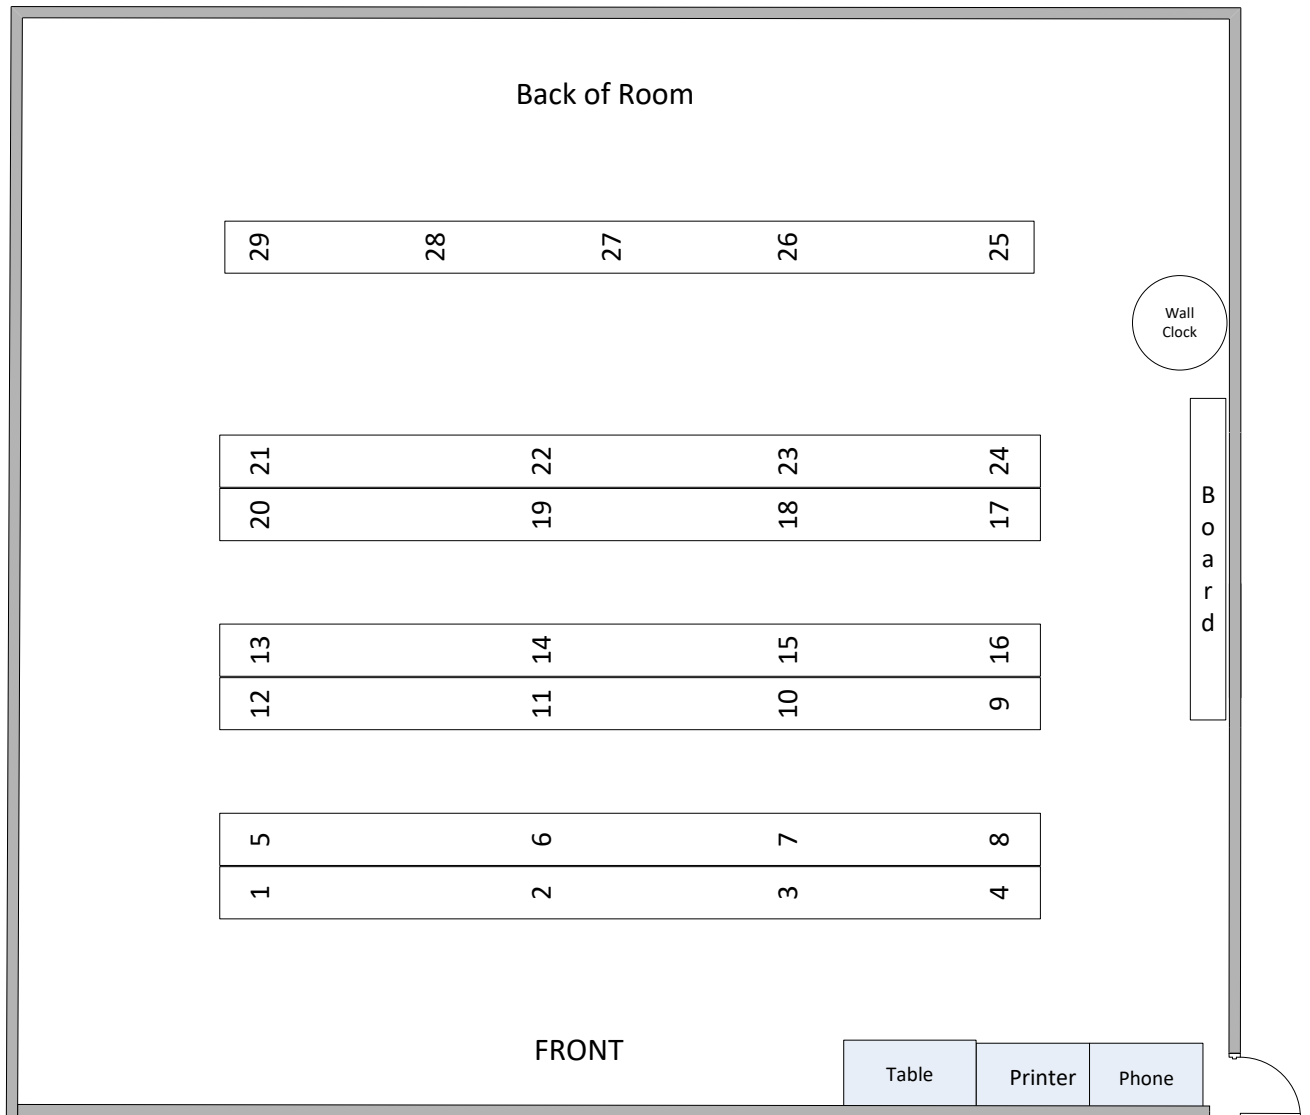 Back of Room
29 28 27 26 25
Wall
Clock
21 22 23 24
20 19 18 17
Board
13 14 15 16
12 11 10 9
5 6 7 8
1 2 3 4
FRONT
Table Printer Phone